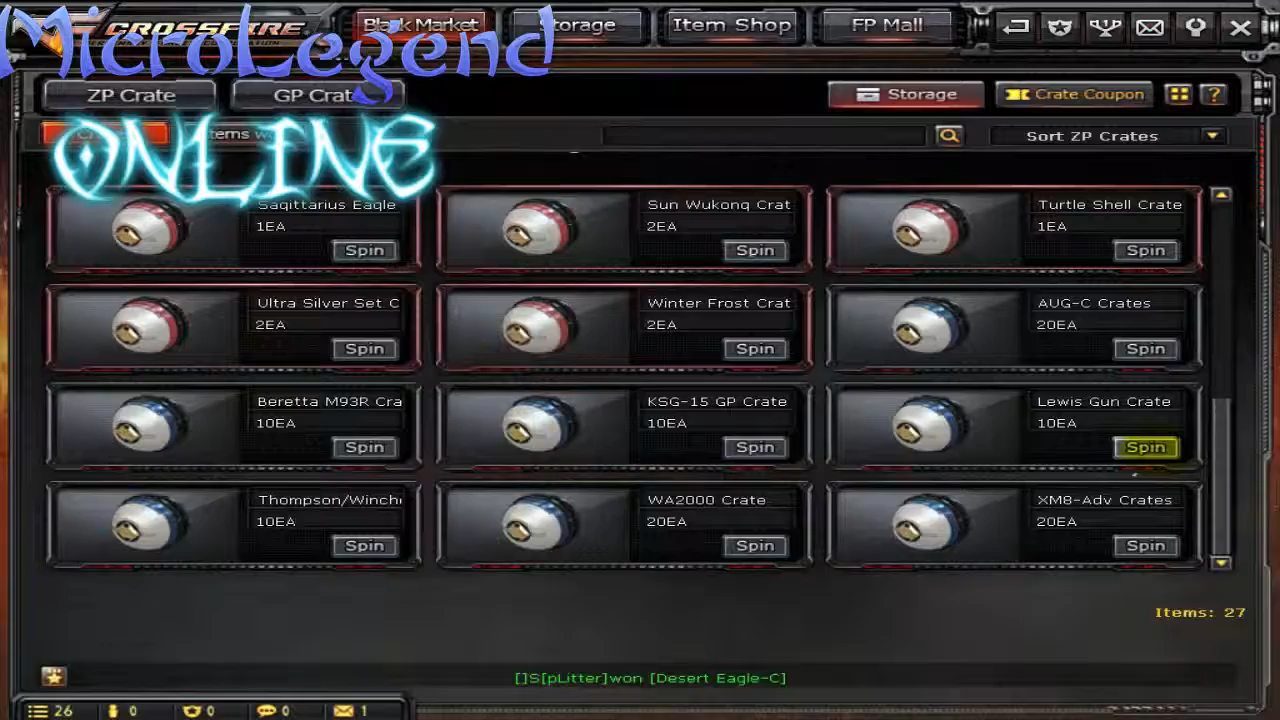 CROSSFIRE
Black Market
Storage
Item Shop
FP Mall
MicroLegend
ONLINE
ZP Crate
GP Crate
Storage
Crate Coupon
?
Sort ZP Crates
Sagittarius Eagle
1EA
Spin
Sun Wukong Crat
2EA
Spin
Turtle Shell Crate
1EA
Spin
Ultra Silver Set C
2EA
Spin
Winter Frost Crat
2EA
Spin
AUG-C Crates
20EA
Spin
Beretta M93R Cra
10EA
Spin
KSG-15 GP Crate
10EA
Spin
Lewis Gun Crate
10EA
Spin
Thompson/Winch
10EA
Spin
WA2000 Crate
20EA
Spin
XM8-Adv Crates
20EA
Spin
Items: 27
[]S[pLitter]won [Desert Eagle-C]
26 0 0 0 1